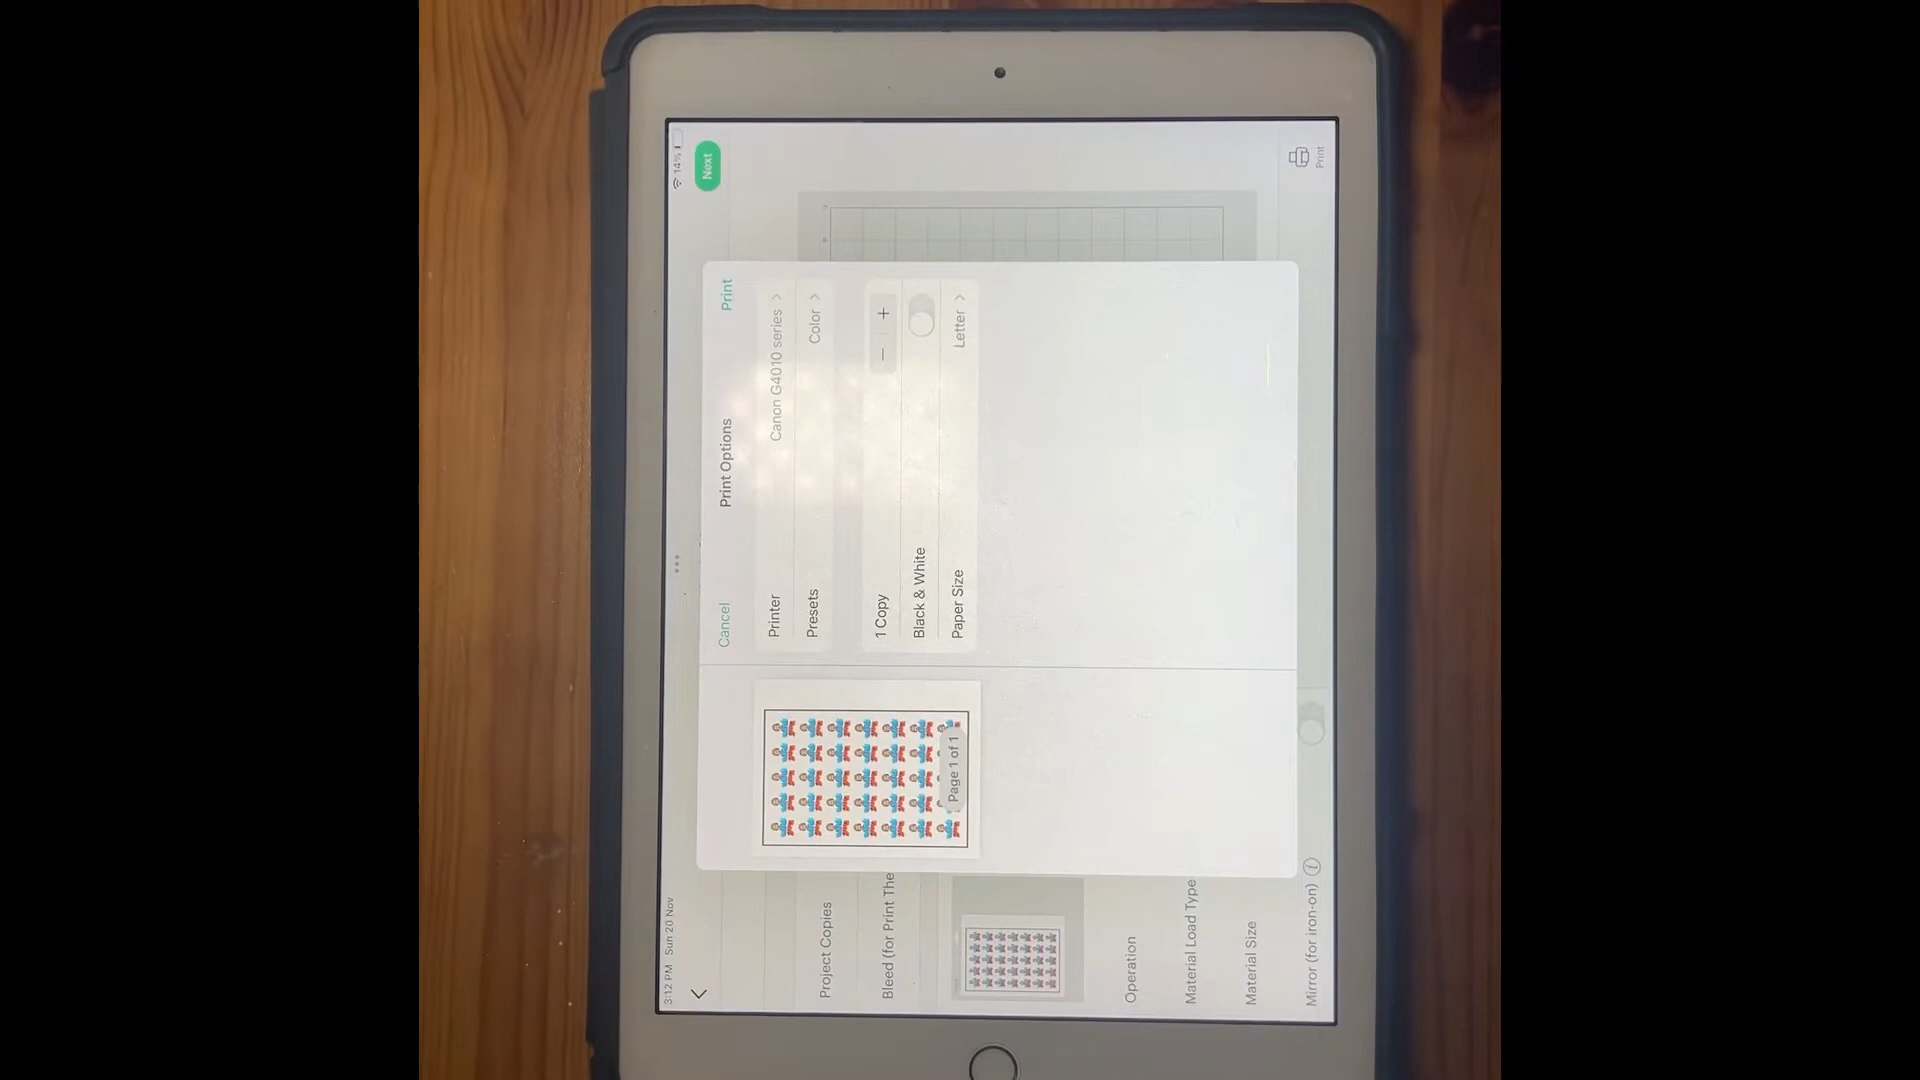 3:12 PM Sun 20 Nov
14%
Next
Cancel
Print Options
Print
Printer
Canon G4010 series >
Presets
Color >
1 Copy
− +
Black & White
Paper Size
Letter >
Page 1 of 1
Project Copies
Bleed (for Print The
Operation
Material Load Type
Material Size
Mirror (for iron-on)
Print